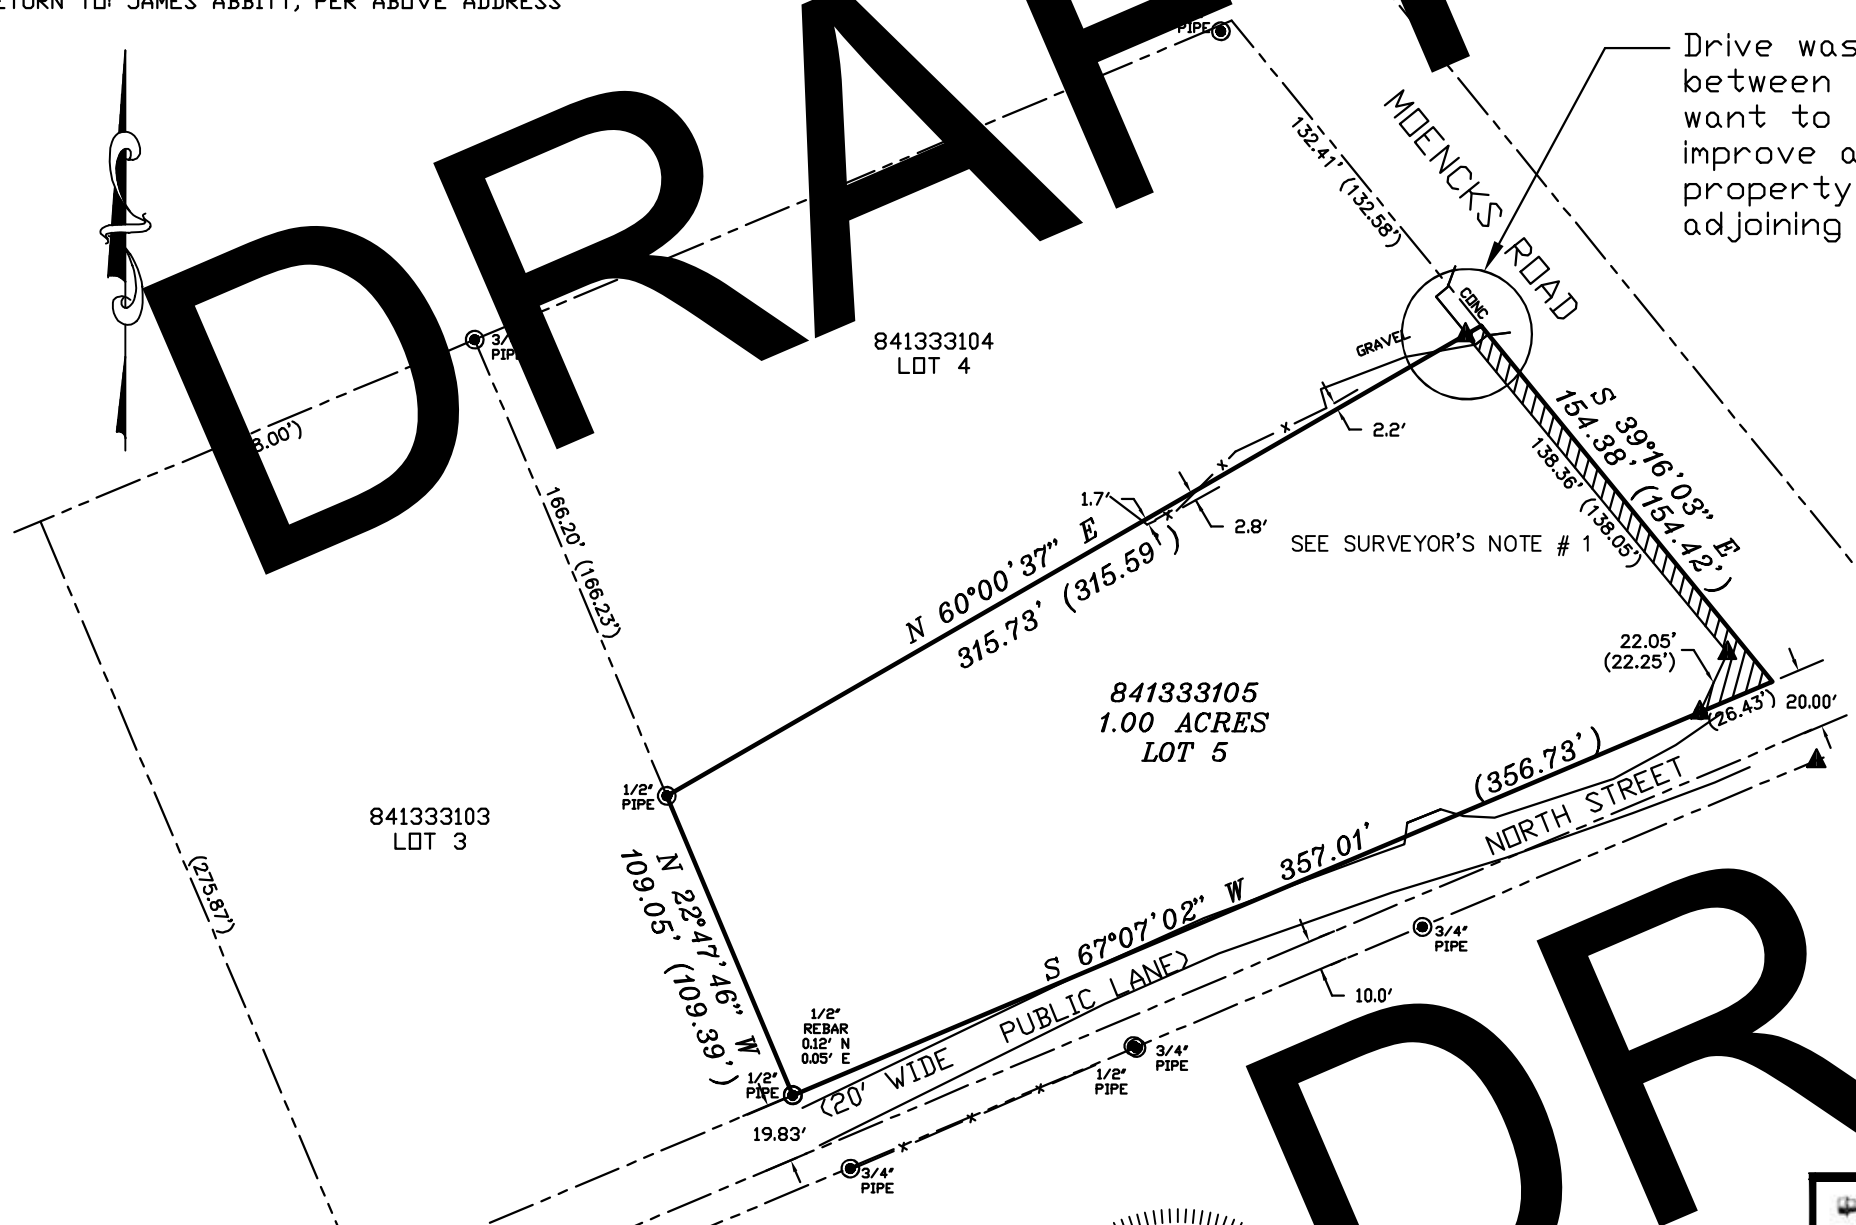 RETURN TO: JAMES ABBITT, PER ABOVE ADDRESS
DRAFT
PIPE
Drive was
between
want to
improve a
property
adjoining
MOENCKS ROAD
132.41' (132.58')
CONC
GRAVEL
3/
PIPE
841333104
LOT 4
8.00')
166.20' (166.23')
2.2'
1.7'
2.8'
SEE SURVEYOR'S NOTE # 1
S 39°16'03" E
154.38' (154.42')
138.36' (138.05')
N 60°00'37" E
315.73' (315.59')
22.05'
(22.25')
(26.43')
20.00'
841333105
1.00 ACRES
LOT 5
1/2"
PIPE
841333103
LOT 3
(275.87')
N 22°47'46" W
109.05' (109.39')
S 67°07'02" W 357.01' (356.73')
NORTH STREET
(20' WIDE PUBLIC LANE)
1/2"
REBAR
0.12' N
0.05' E
1/2"
PIPE
19.83'
3/4"
PIPE
10.0'
3/4"
PIPE
1/2"
PIPE
3/4"
PIPE
DR